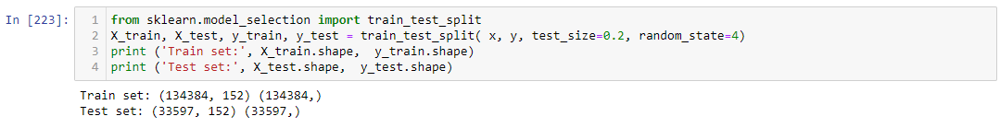 In [223]:
1 from sklearn.model_selection import train_test_split
2 X_train, X_test, y_train, y_test = train_test_split( x, y, test_size=0.2, random_state=4)
3 print ('Train set:', X_train.shape,  y_train.shape)
4 print ('Test set:', X_test.shape,  y_test.shape)
Train set: (134384, 152) (134384,)
Test set: (33597, 152) (33597,)